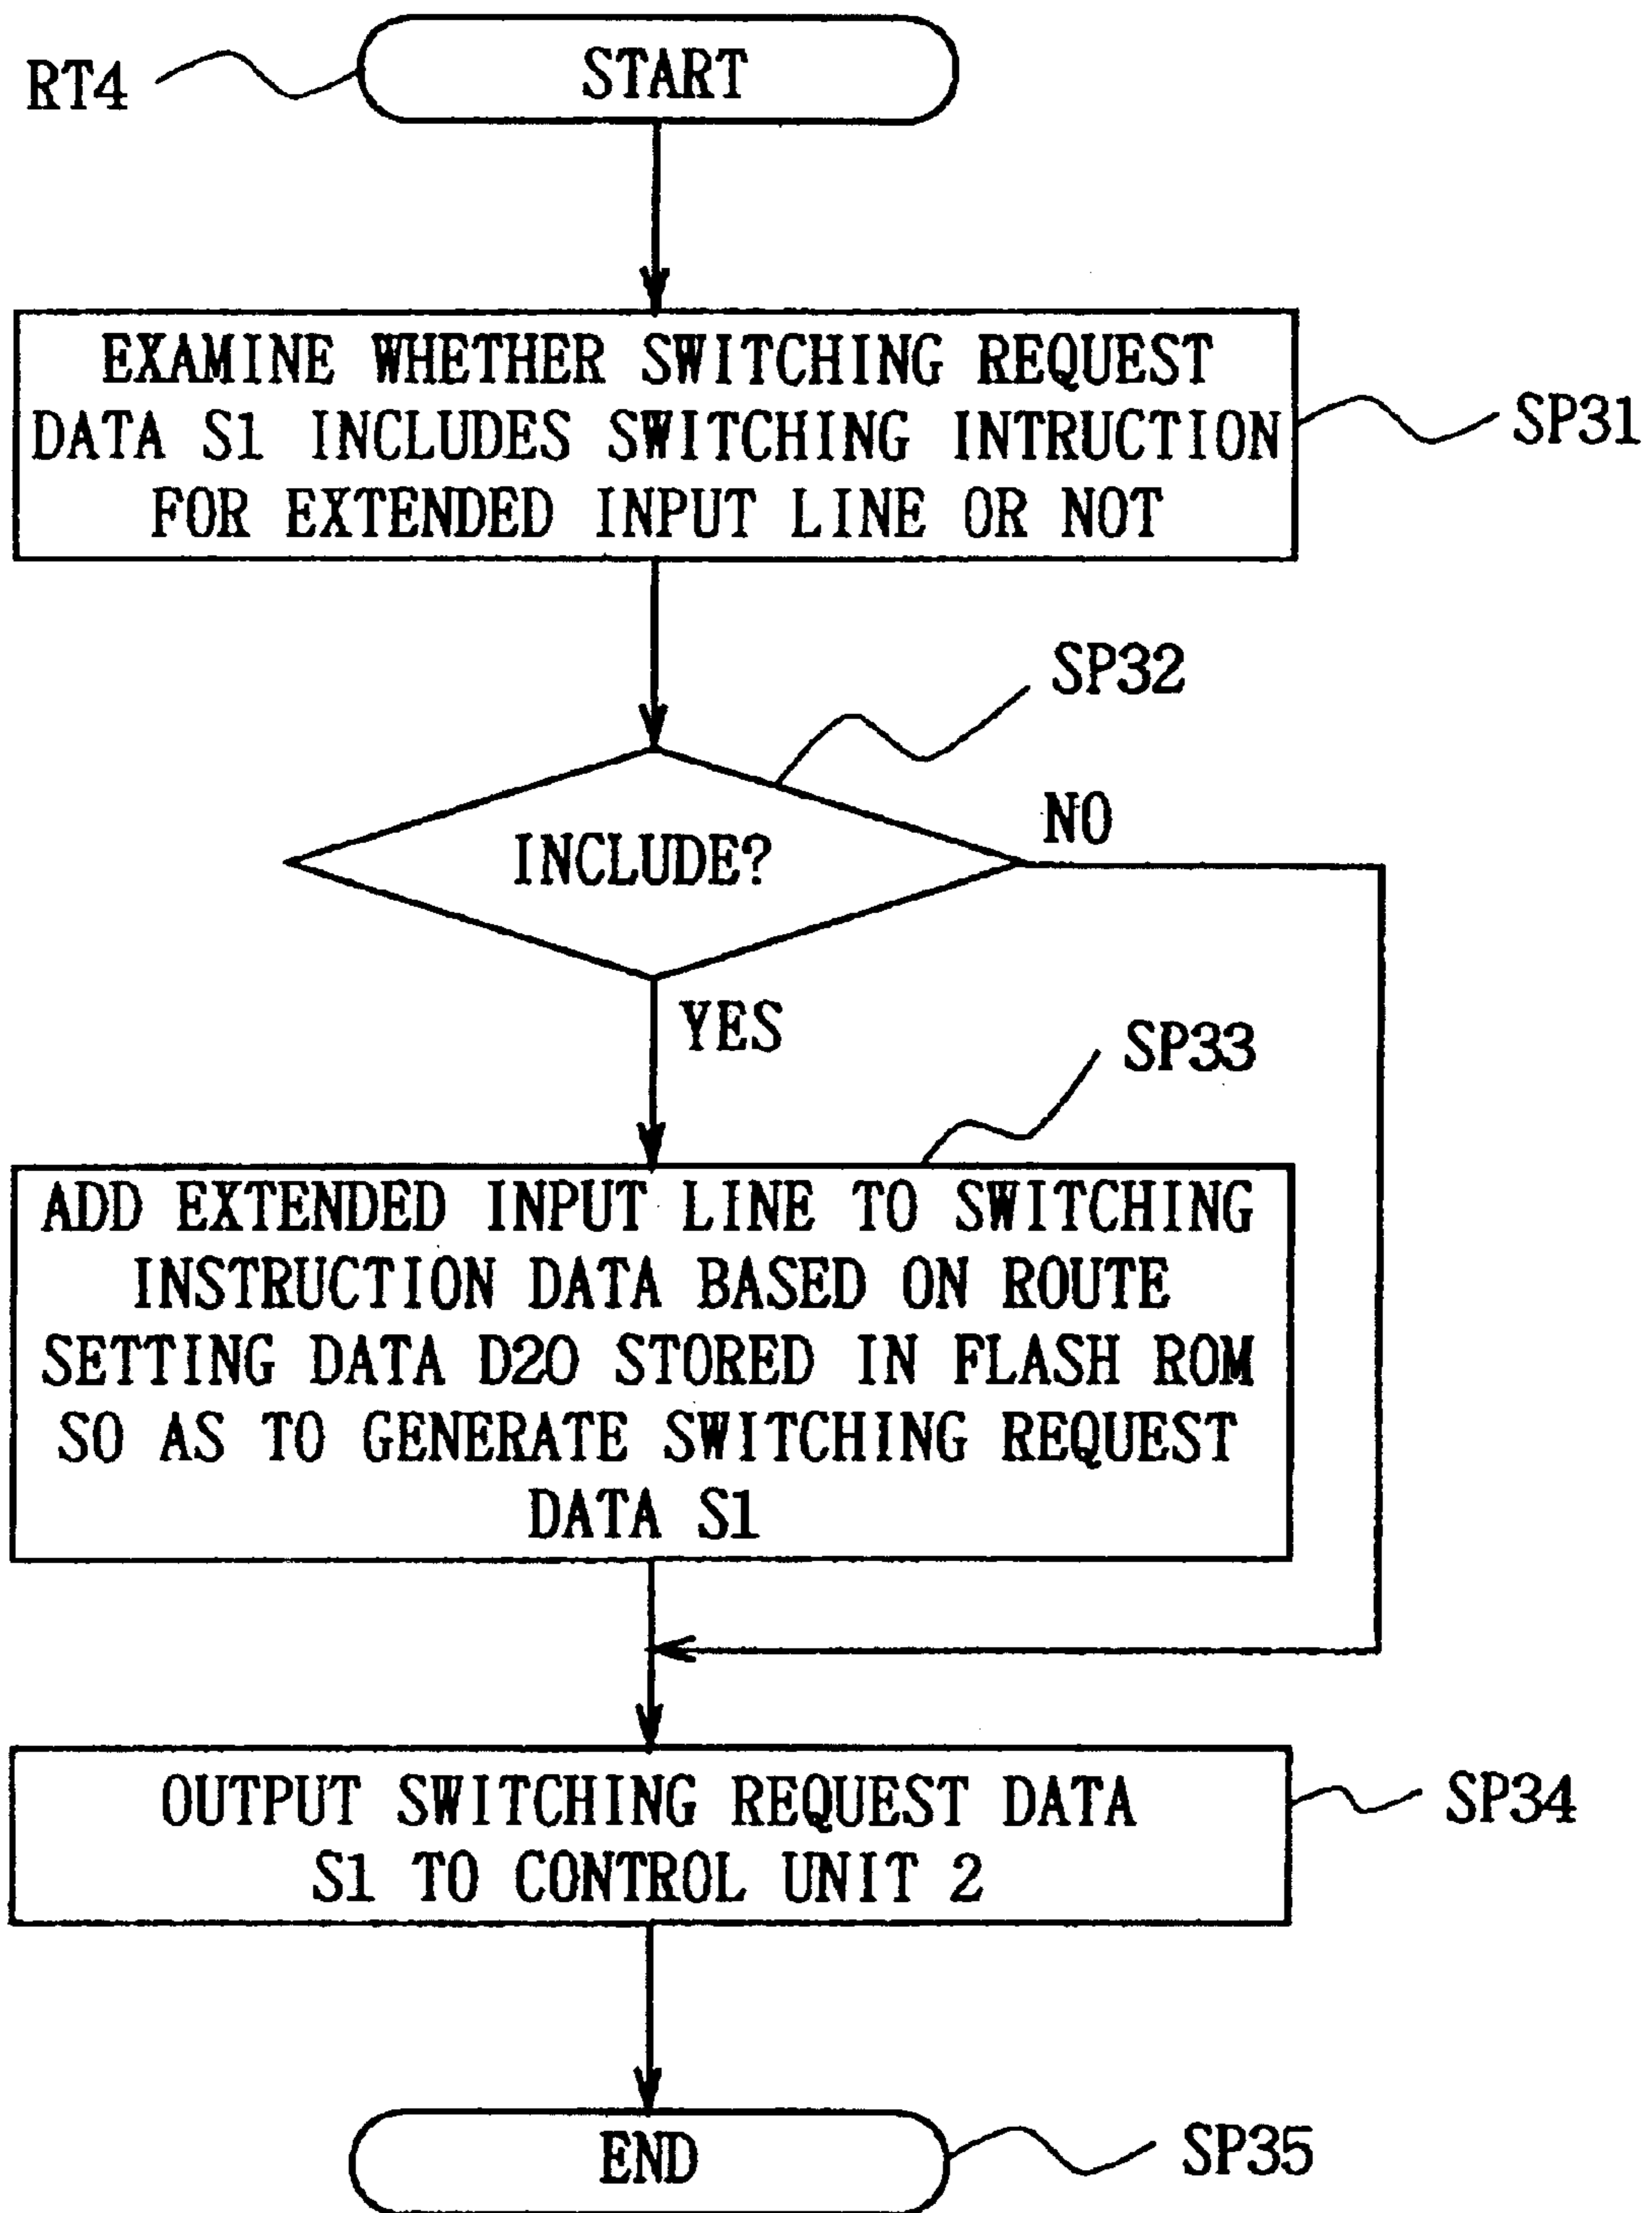 RT4
START
EXAMINE WHETHER SWITCHING REQUEST
DATA S1 INCLUDES SWITCHING INTRUCTION
FOR EXTENDED INPUT LINE OR NOT
SP31
SP32
INCLUDE?
NO
YES
SP33
ADD EXTENDED INPUT LINE TO SWITCHING
INSTRUCTION DATA BASED ON ROUTE
SETTING DATA D20 STORED IN FLASH ROM
SO AS TO GENERATE SWITCHING REQUEST
DATA S1
OUTPUT SWITCHING REQUEST DATA
S1 TO CONTROL UNIT 2
SP34
END
SP35